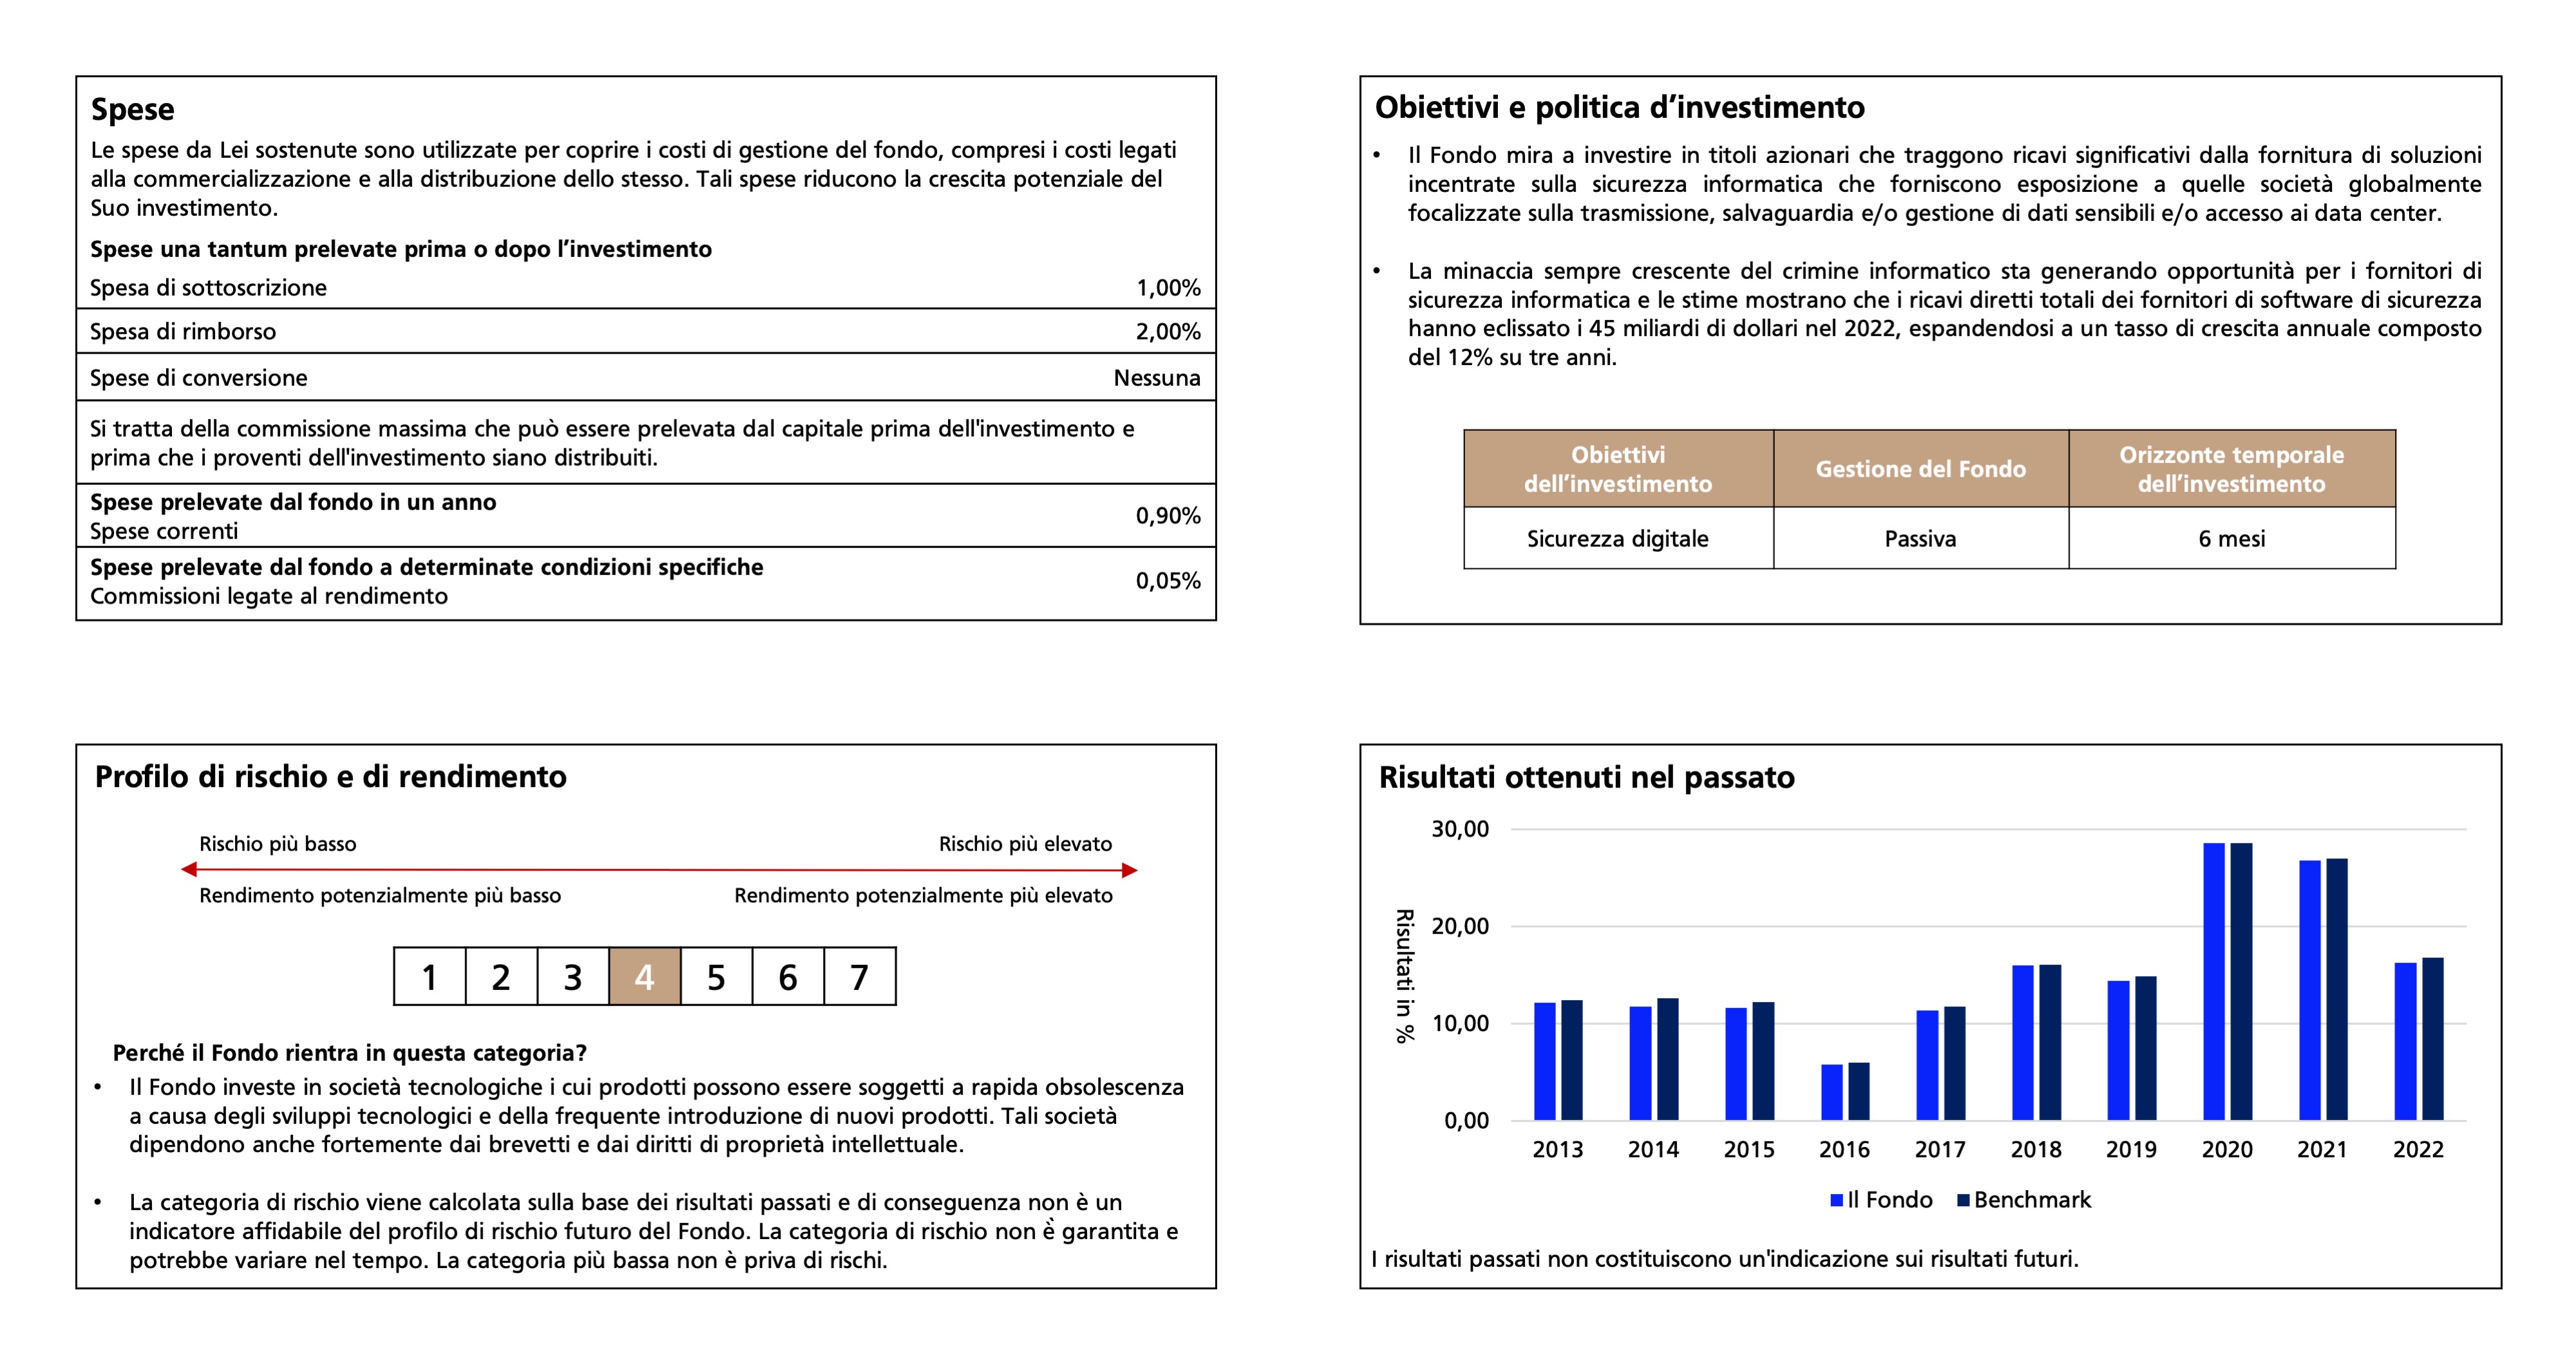 Spese
Le spese da Lei sostenute sono utilizzate per coprire i costi di gestione del fondo, compresi i costi legati
alla commercializzazione e alla distribuzione dello stesso. Tali spese riducono la crescita potenziale del
Suo investimento.
Spese una tantum prelevate prima o dopo l’investimento
Spesa di sottoscrizione 1,00%
Spesa di rimborso 2,00%
Spese di conversione Nessuna
Si tratta della commissione massima che può essere prelevata dal capitale prima dell'investimento e
prima che i proventi dell'investimento siano distribuiti.
Spese prelevate dal fondo in un anno
Spese correnti
0,90%
Spese prelevate dal fondo a determinate condizioni specifiche
Commissioni legate al rendimento
0,05%
Obiettivi e politica d’investimento
• Il Fondo mira a investire in titoli azionari che traggono ricavi significativi dalla fornitura di soluzioni
incentrate sulla sicurezza informatica che forniscono esposizione a quelle società globalmente
focalizzate sulla trasmissione, salvaguardia e/o gestione di dati sensibili e/o accesso ai data center.
• La minaccia sempre crescente del crimine informatico sta generando opportunità per i fornitori di
sicurezza informatica e le stime mostrano che i ricavi diretti totali dei fornitori di software di sicurezza
hanno eclissato i 45 miliardi di dollari nel 2022, espandendosi a un tasso di crescita annuale composto
del 12% su tre anni.
Obiettivi
dell’investimento
Gestione del Fondo
Orizzonte temporale
dell’investimento
Sicurezza digitale Passiva 6 mesi
Profilo di rischio e di rendimento
Rischio più basso Rischio più elevato
Rendimento potenzialmente più basso Rendimento potenzialmente più elevato
1 2 3 4 5 6 7
Perché il Fondo rientra in questa categoria?
• Il Fondo investe in società tecnologiche i cui prodotti possono essere soggetti a rapida obsolescenza
a causa degli sviluppi tecnologici e della frequente introduzione di nuovi prodotti. Tali società
dipendono anche fortemente dai brevetti e dai diritti di proprietà intellettuale.
• La categoria di rischio viene calcolata sulla base dei risultati passati e di conseguenza non è un
indicatore affidabile del profilo di rischio futuro del Fondo. La categoria di rischio non è garantita e
potrebbe variare nel tempo. La categoria più bassa non è priva di rischi.
Risultati ottenuti nel passato
Risultati in %
30,00
20,00
10,00
0,00
2013 2014 2015 2016 2017 2018 2019 2020 2021 2022
Il Fondo Benchmark
I risultati passati non costituiscono un'indicazione sui risultati futuri.